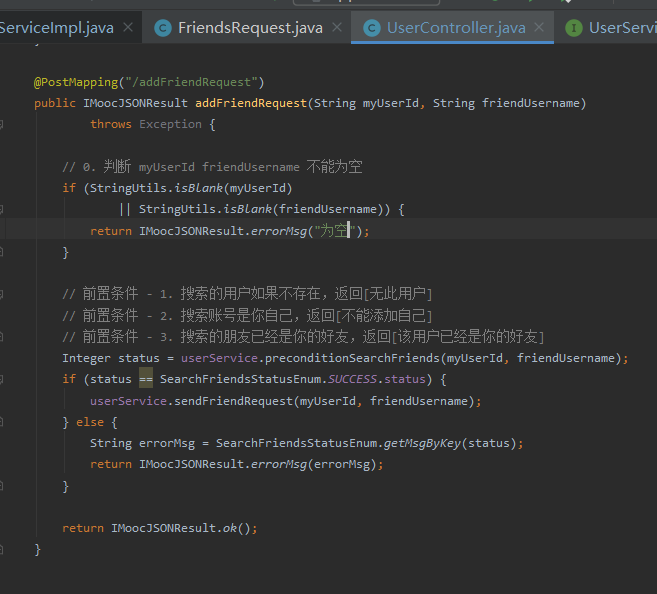 ServiceImpl.java × C FriendsRequest.java × C UserController.java × I UserServi
@PostMapping("/addFriendRequest")
public IMoocJSONResult addFriendRequest(String myUserId, String friendUsername)
throws Exception {
// 0. 判断 myUserId friendUsername 不能为空
if (StringUtils.isBlank(myUserId)
|| StringUtils.isBlank(friendUsername)) {
return IMoocJSONResult.errorMsg("为空");
}
// 前置条件 - 1. 搜索的用户如果不存在，返回[无此用户]
// 前置条件 - 2. 搜索账号是你自己，返回[不能添加自己]
// 前置条件 - 3. 搜索的朋友已经是你的好友，返回[该用户已经是你的好友]
Integer status = userService.preconditionSearchFriends(myUserId, friendUsername);
if (status == SearchFriendsStatusEnum.SUCCESS.status) {
userService.sendFriendRequest(myUserId, friendUsername);
} else {
String errorMsg = SearchFriendsStatusEnum.getMsgByKey(status);
return IMoocJSONResult.errorMsg(errorMsg);
}
return IMoocJSONResult.ok();
}